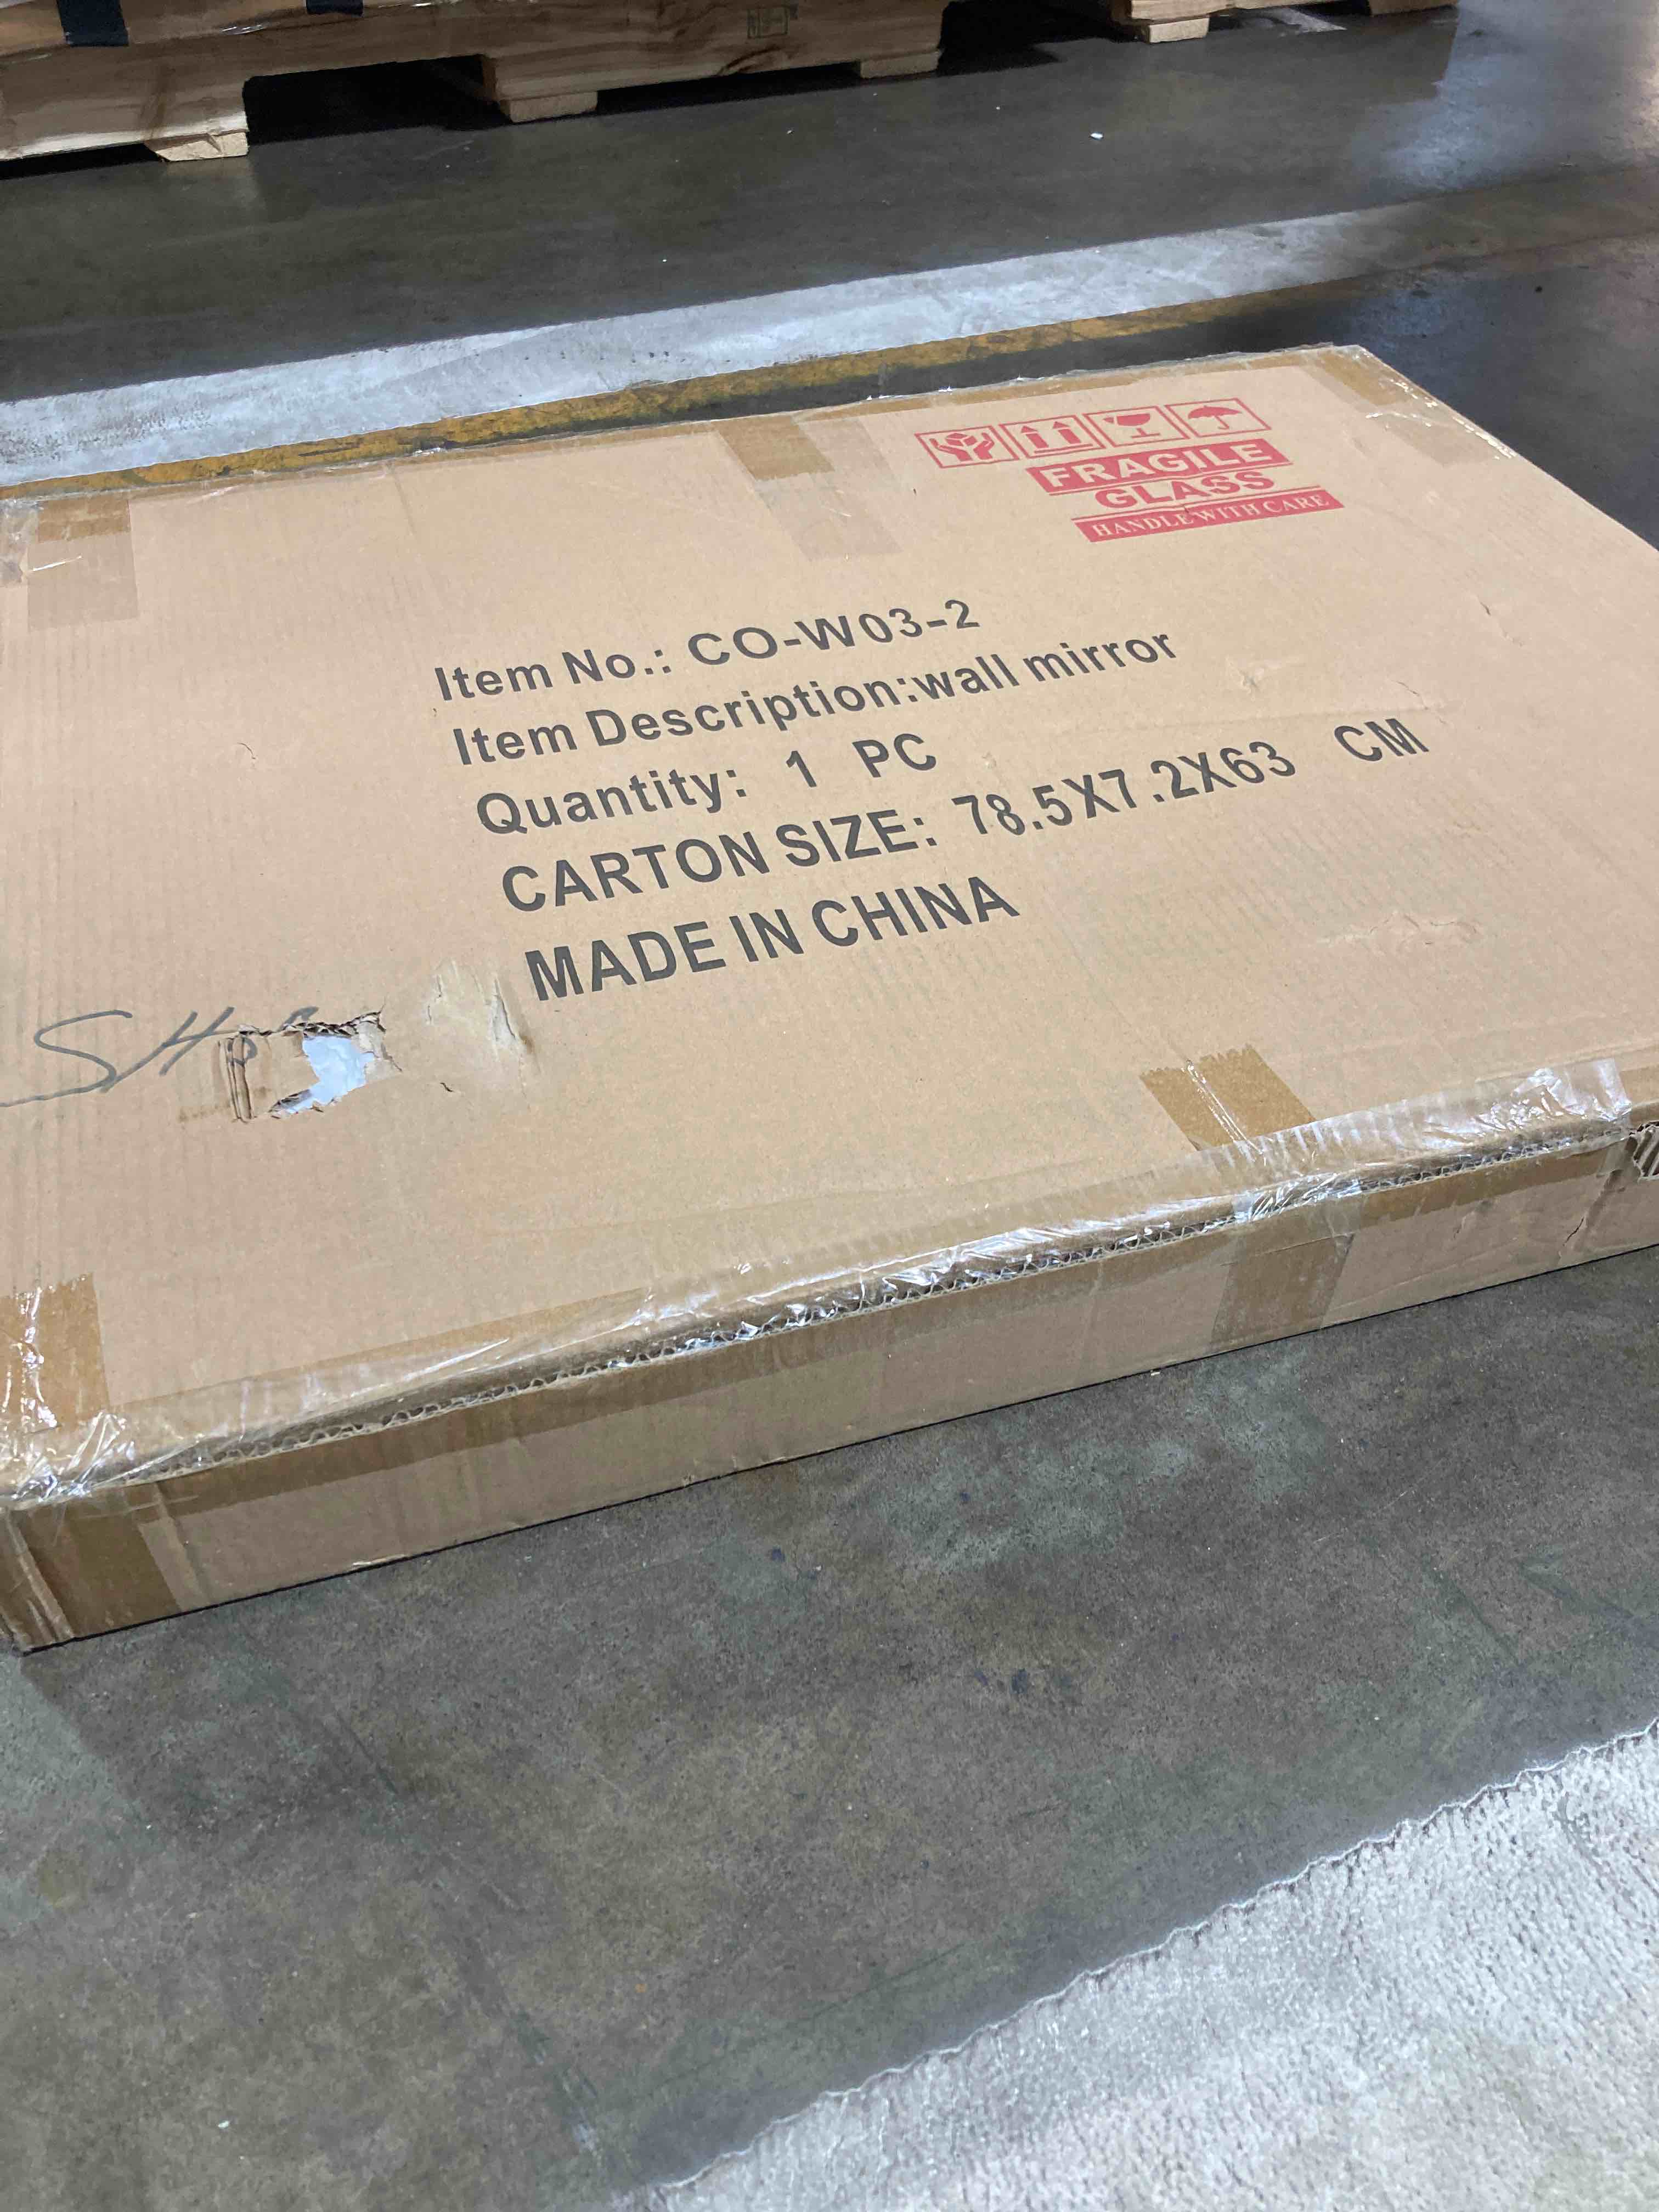 FRAGILE
GLASS
HANDLE WITH CARE
Item No.: CO-W03-2
Item Description:wall mirror
Quantity: 1 PC
CARTON SIZE: 78.5X7.2X63 CM
MADE IN CHINA